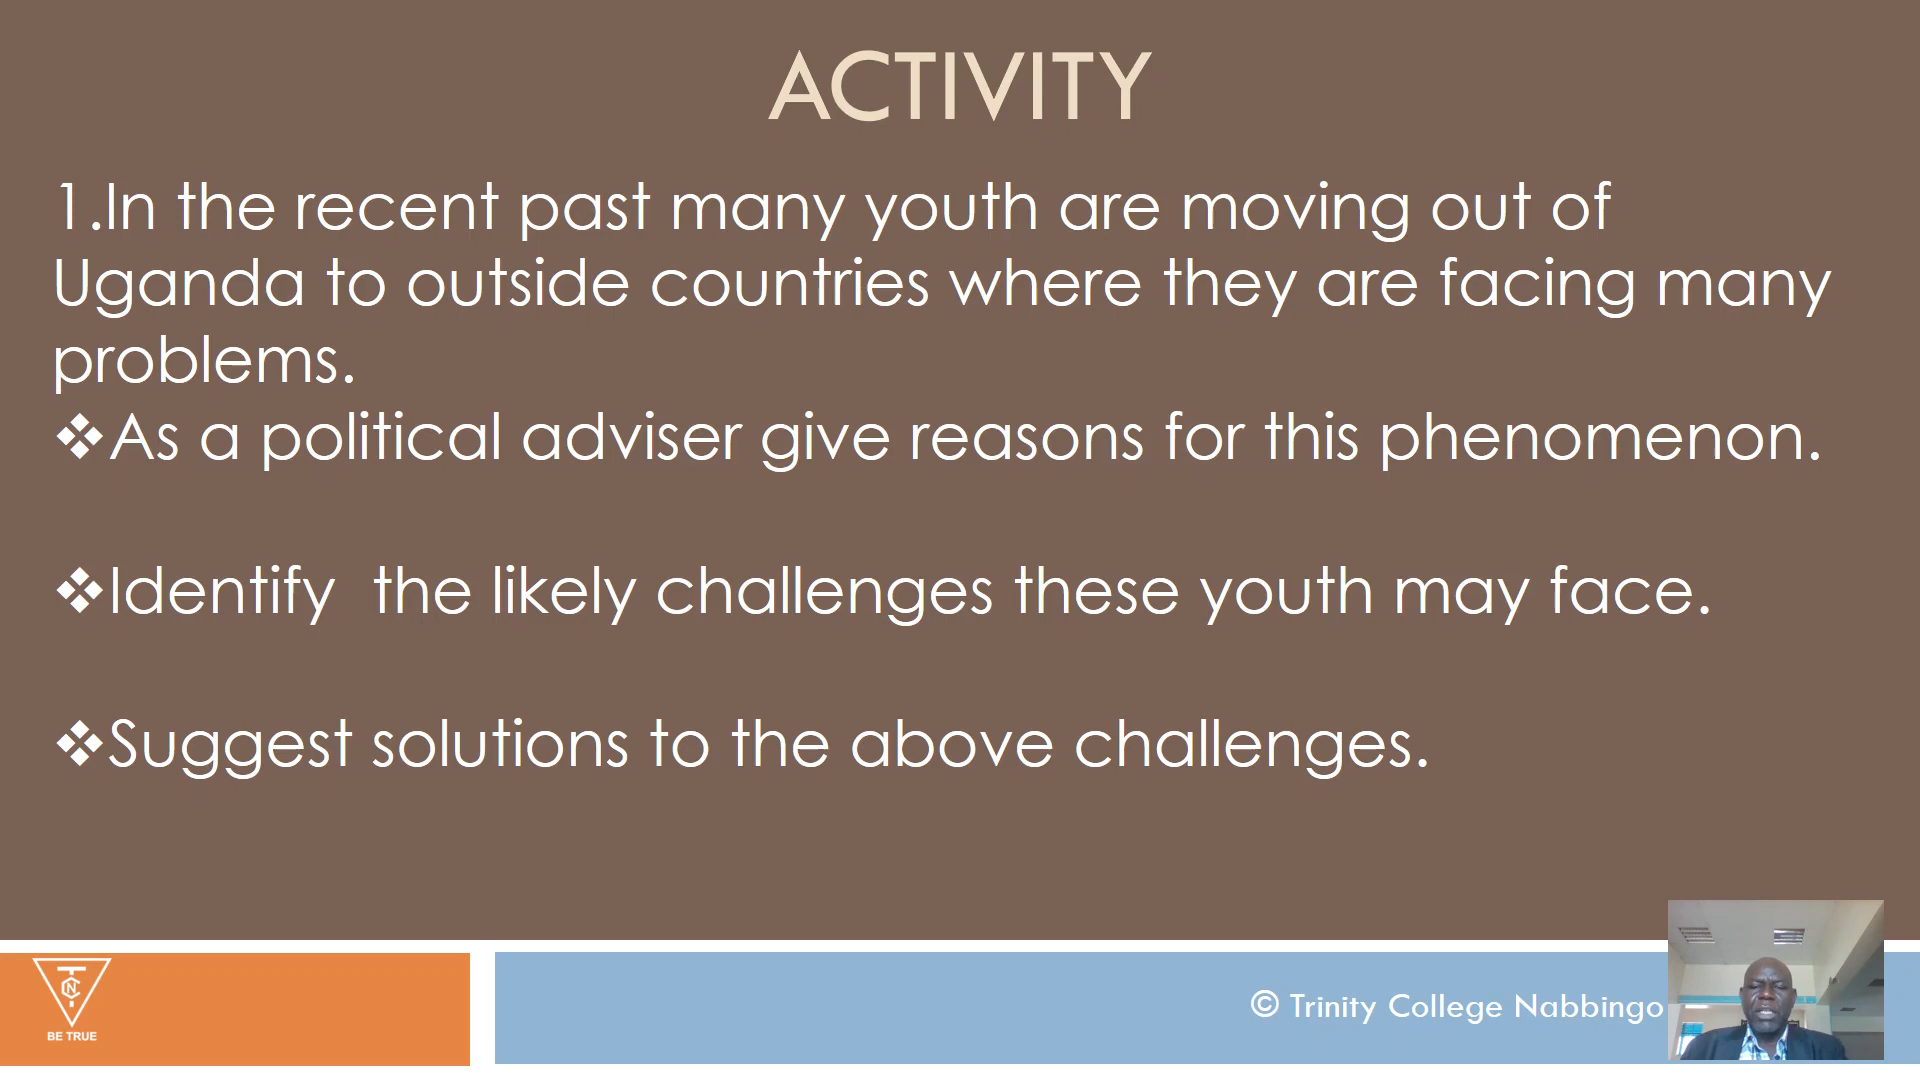 ACTIVITY
1.In the recent past many youth are moving out of
Uganda to outside countries where they are facing many
problems.
❖As a political adviser give reasons for this phenomenon.
❖Identify  the likely challenges these youth may face.
❖Suggest solutions to the above challenges.
TCN
BE TRUE
© Trinity College Nabbingo